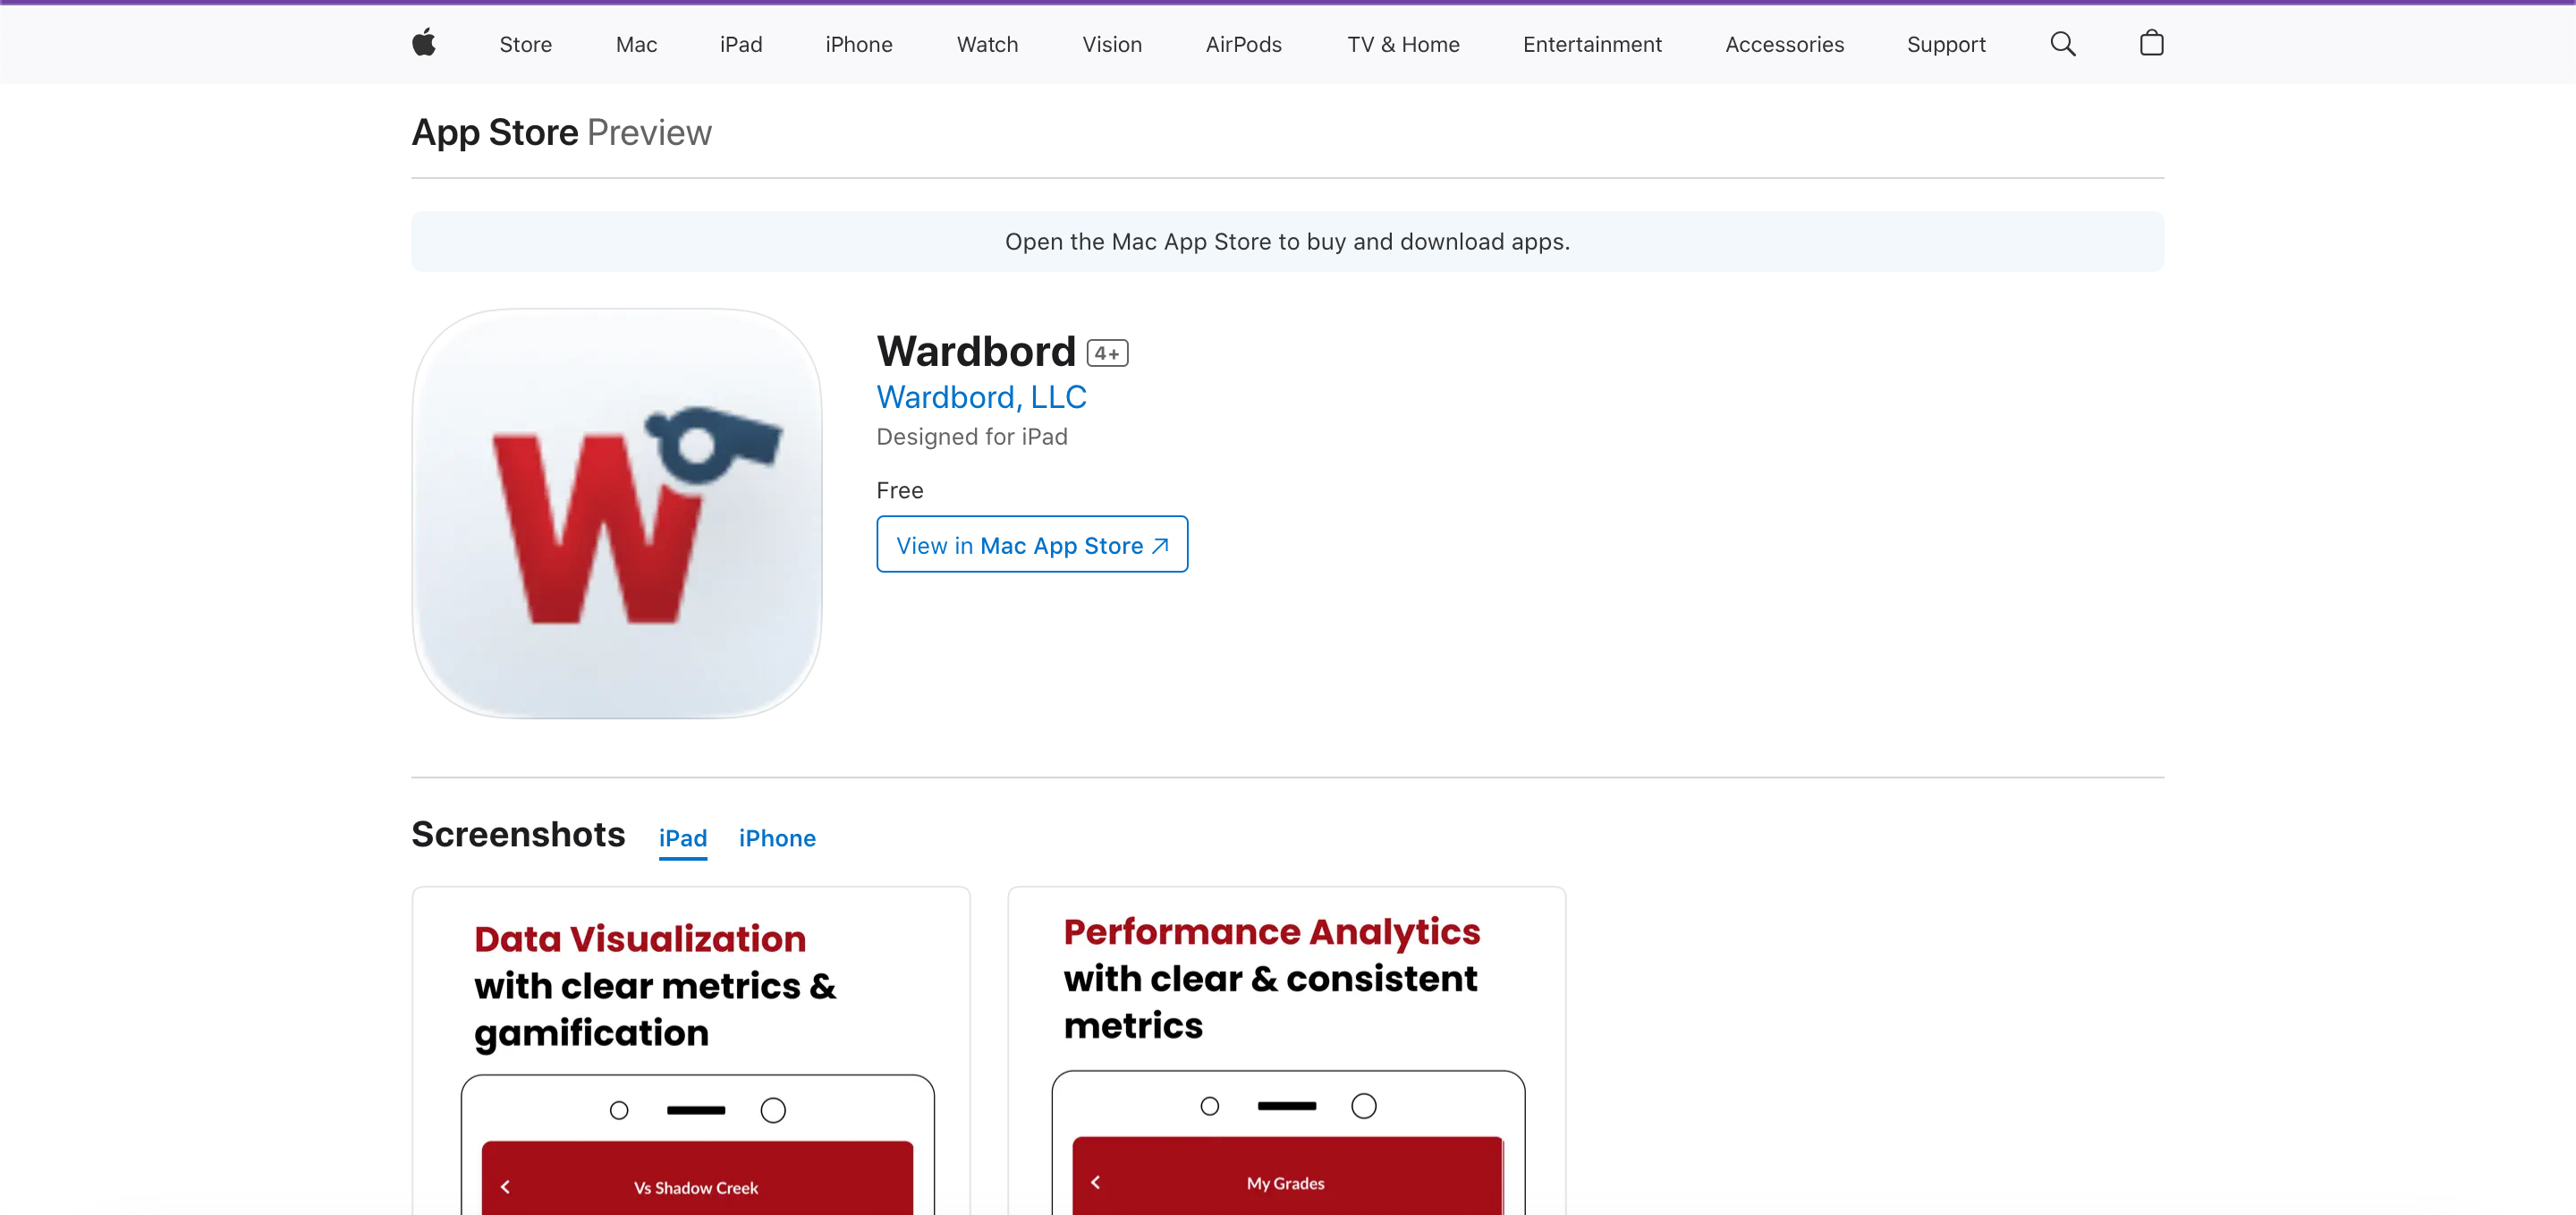 Store Mac iPad iPhone Watch Vision AirPods TV & Home Entertainment Accessories Support
App Store Preview
Open the Mac App Store to buy and download apps.
W
Wardbord 4+
Wardbord, LLC
Designed for iPad
Free
View in Mac App Store ↗
Screenshots iPad iPhone
Data Visualization
with clear metrics &
gamification
Vs Shadow Creek
Performance Analytics
with clear & consistent
metrics
My Grades